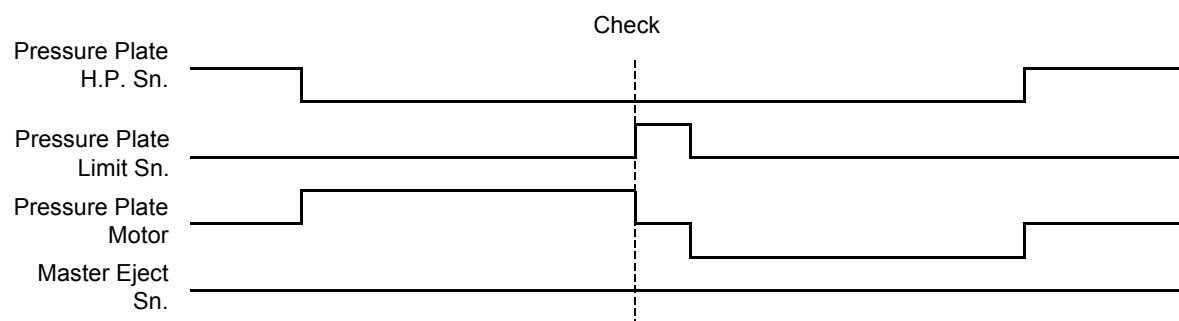 Check
Pressure Plate
H.P. Sn.
Pressure Plate
Limit Sn.
Pressure Plate
Motor
Master Eject
Sn.